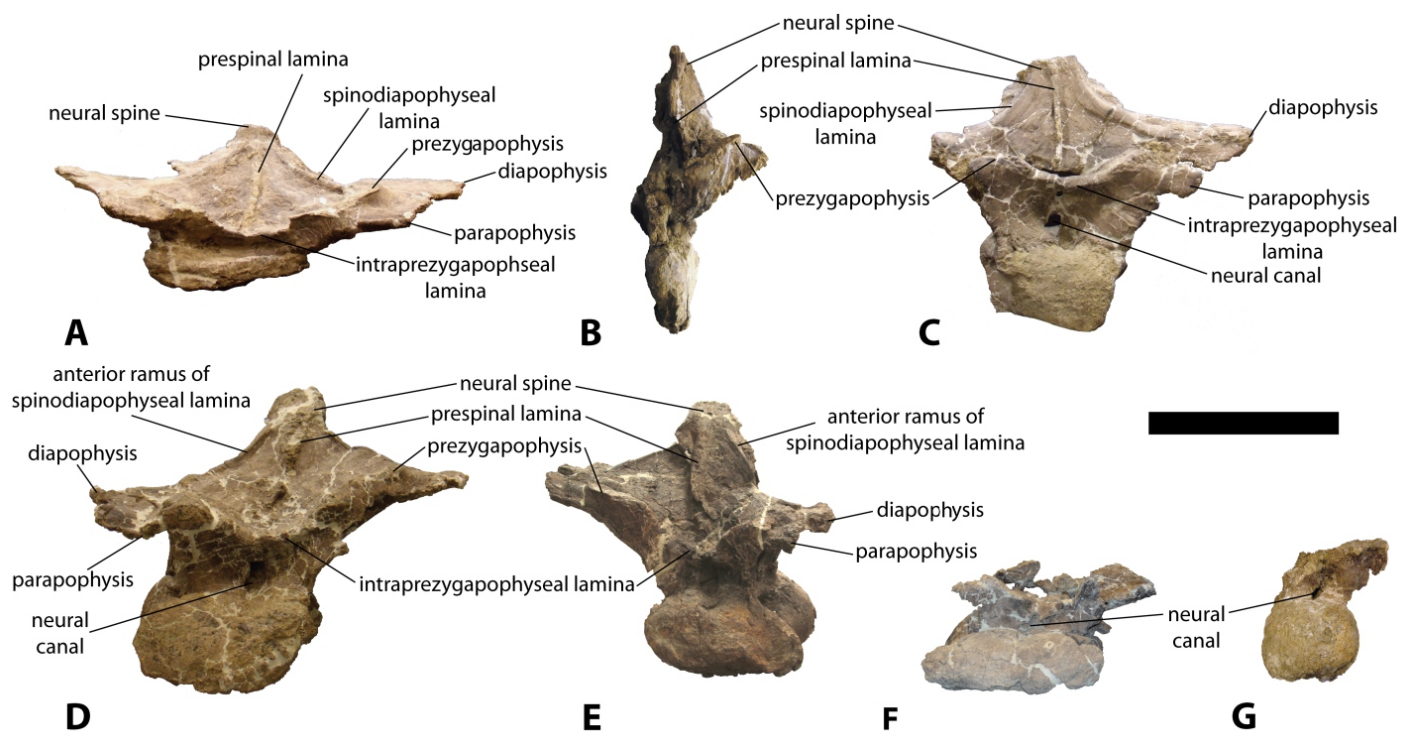 prespinal lamina
neural spine
spinodiapophyseal
lamina
prezygapophysis
diapophysis
parapophysis
intraprezygapophseal
lamina
A
neural spine
prespinal lamina
spinodiapophyseal
lamina
prezygapophysis
diapophysis
parapophysis
intraprezygapophyseal
lamina
neural canal
B
C
anterior ramus of
spinodiapophyseal lamina
diapophysis
parapophysis
neural
canal
neural spine
prespinal lamina
prezygapophysis
intraprezygapophyseal lamina
anterior ramus of
spinodiapophyseal lamina
diapophysis
parapophysis
neural
canal
D
E
F
G